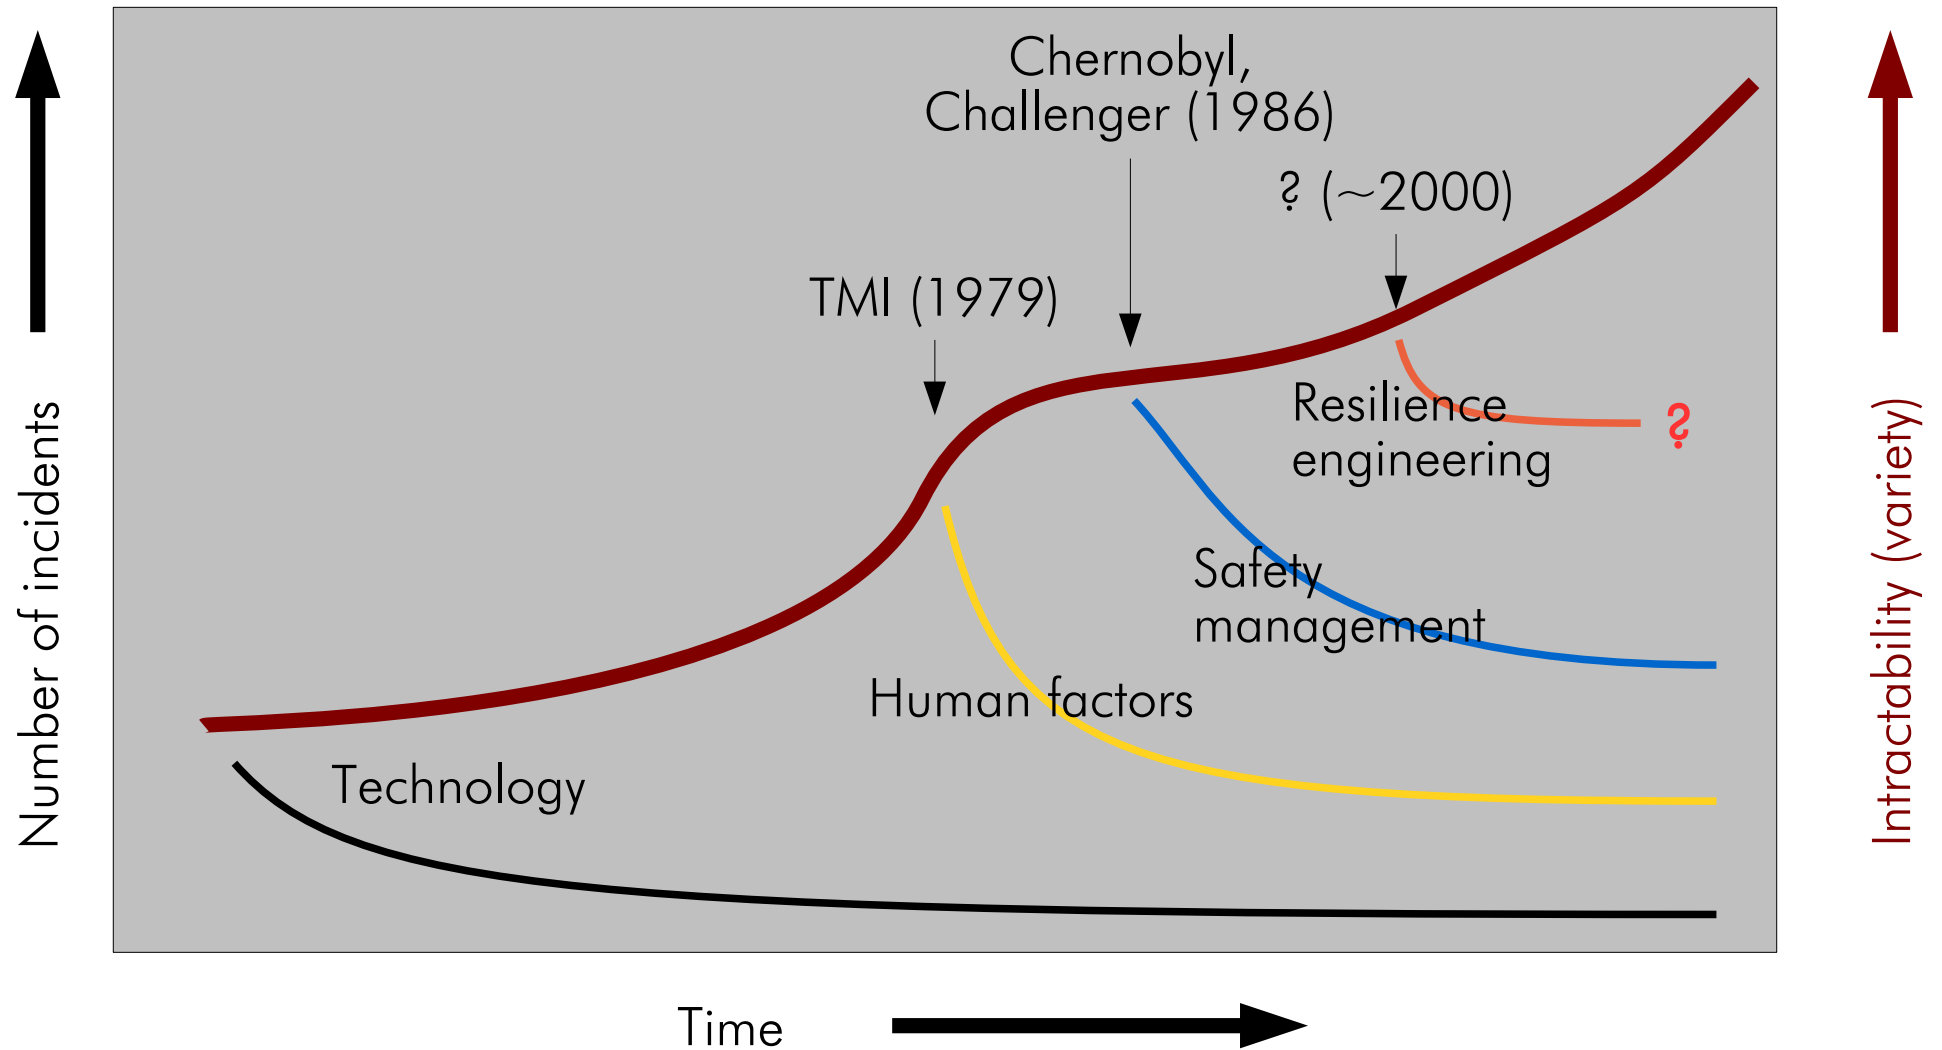 Chernobyl,
Challenger (1986)
? (~2000)
TMI (1979)
Resilience
engineering
?
Safety
management
Human factors
Technology
Number of incidents
Intractability (variety)
Time